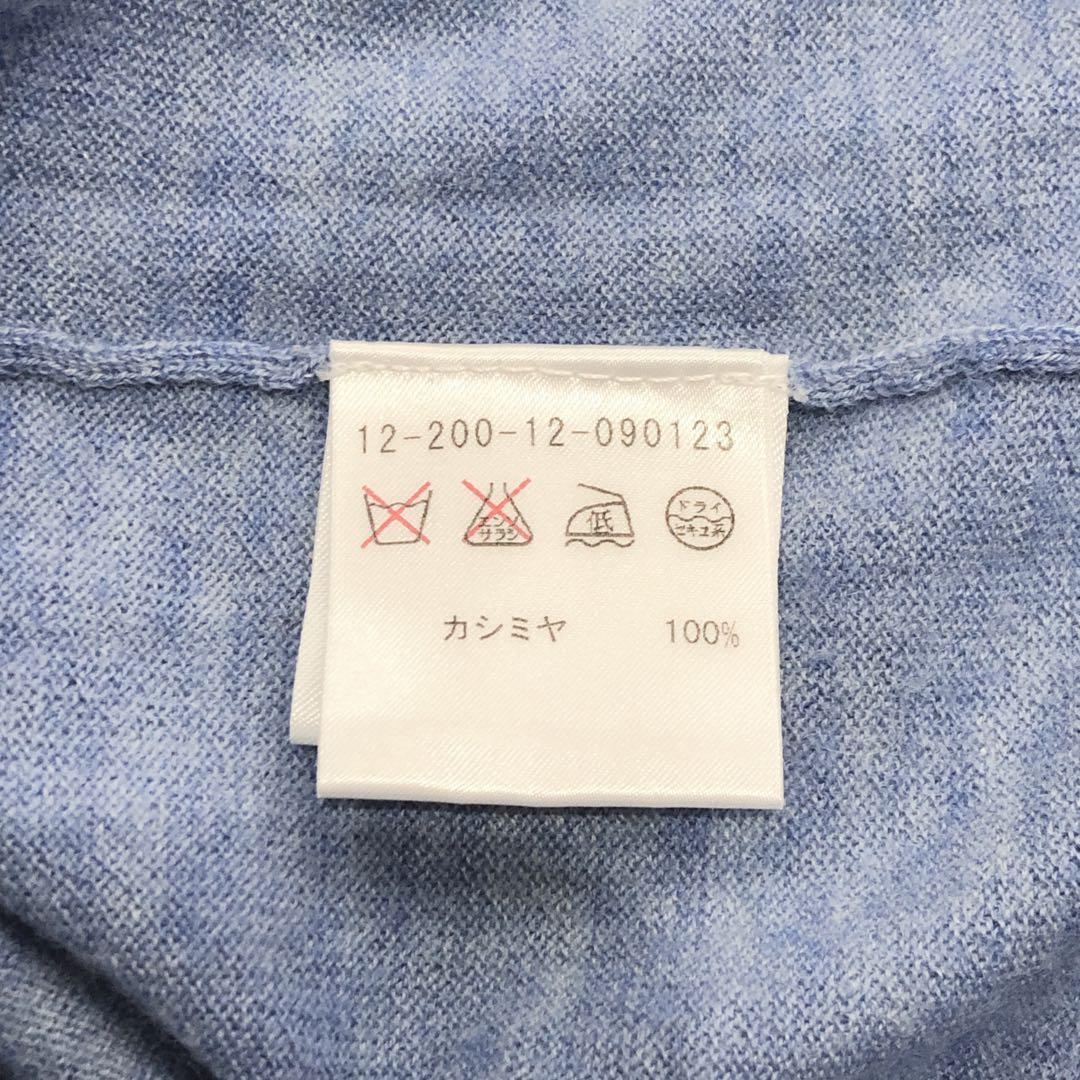 12-200-12-090123
エンソ
サラシ
低
ドライ
セキユ系
カシミヤ 100%